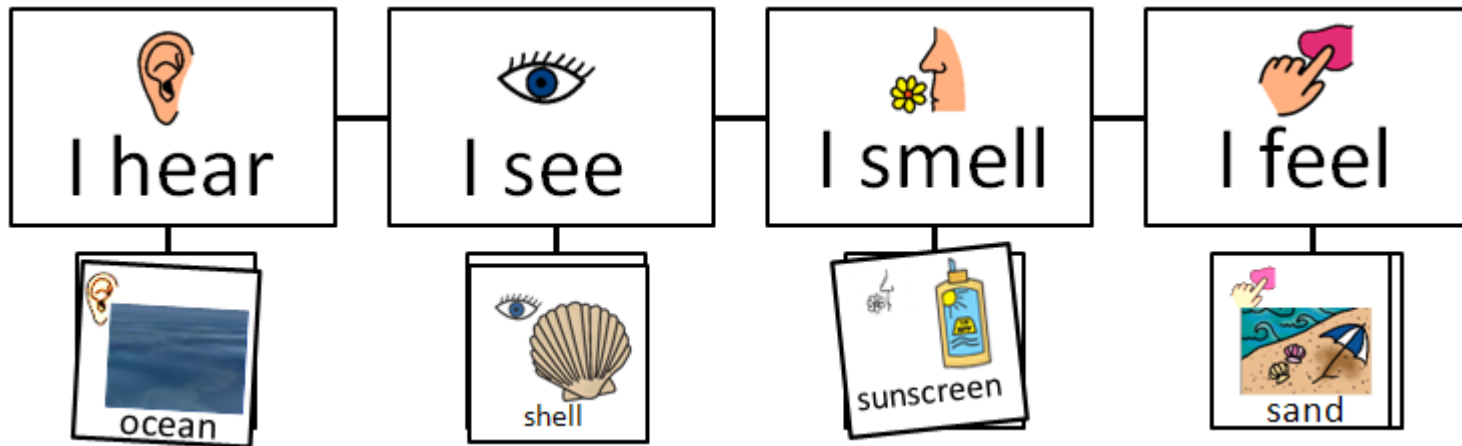 I hear
I see
I smell
I feel
ocean
shell
sunscreen
sand